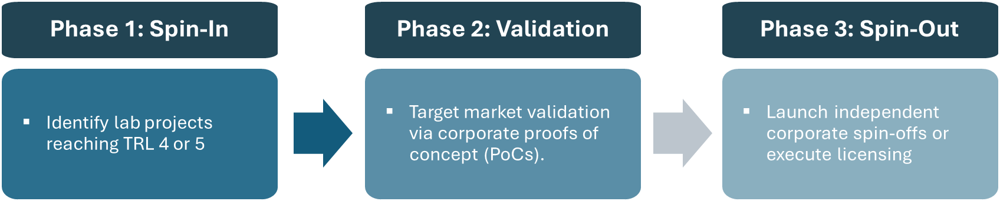 Phase 1: Spin-In
▪ Identify lab projects
reaching TRL 4 or 5
Phase 2: Validation
▪ Target market validation
via corporate proofs of
concept (PoCs).
Phase 3: Spin-Out
▪ Launch independent
corporate spin-offs or
execute licensing